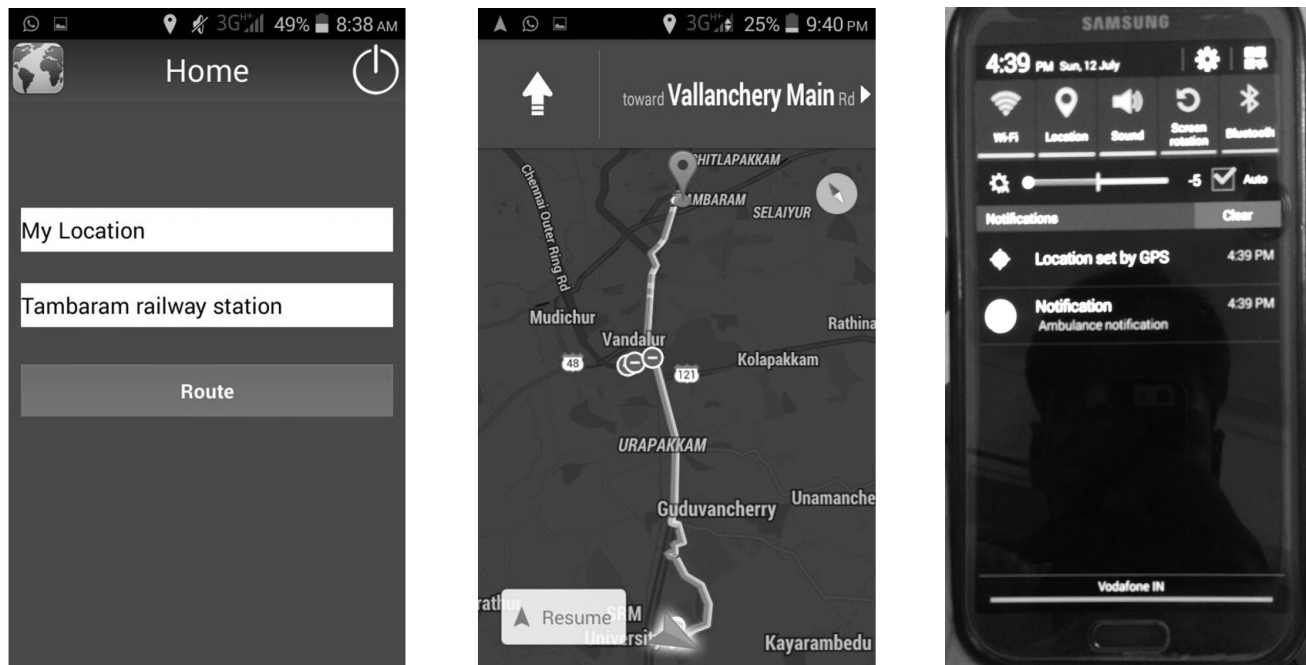 3G H+ 49% 8:38 AM
Home
My Location
Tambaram railway station
Route
3G H+ 25% 9:40 PM
toward Vallanchery Main Rd
CHITLAPAKKAM
TAMBARAM
SELAIYUR
Chennai Outer Ring Rd
Mudichur
Rathina
Vandalur
48
121
Kolapakkam
URAPAKKAM
Unamanche
Guduvancherry
Resume
SRM
Universit
Kayarambedu
SAMSUNG
4:39 PM Sun, 12 July
Wi-Fi Location Sound Screen rotation Bluetooth
-5 Auto
Notifications Clear
Location set by GPS 4:39 PM
Notification 4:39 PM
Ambulance notification
Vodafone IN